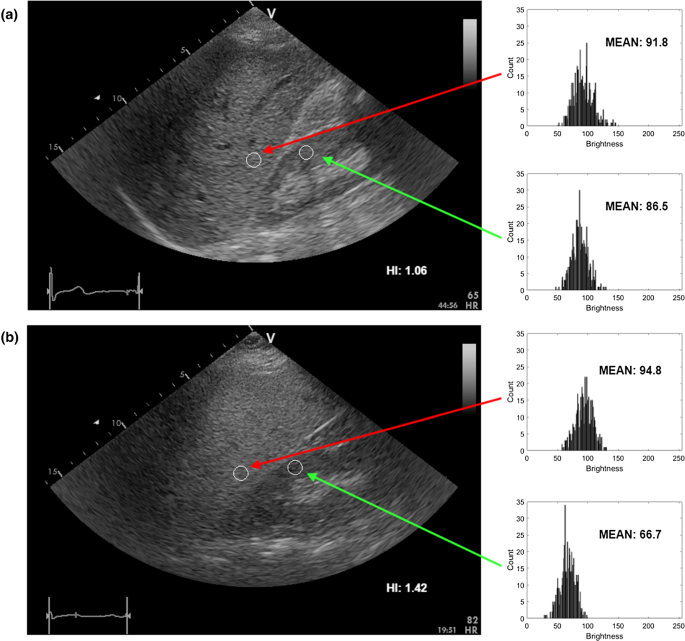 (a)
V
5
10
15
HI: 1.06
65
44:56 HR
35
30
25
20
15
10
5
0
Count
MEAN: 91.8
0 50 100 150 200 250
Brightness
35
30
25
20
15
10
5
0
Count
MEAN: 86.5
0 50 100 150 200 250
Brightness
(b)
V
5
10
15
HI: 1.42
82
19:51 HR
35
30
25
20
15
10
5
0
Count
MEAN: 94.8
0 50 100 150 200 250
Brightness
35
30
25
20
15
10
5
0
Count
MEAN: 66.7
0 50 100 150 200 250
Brightness